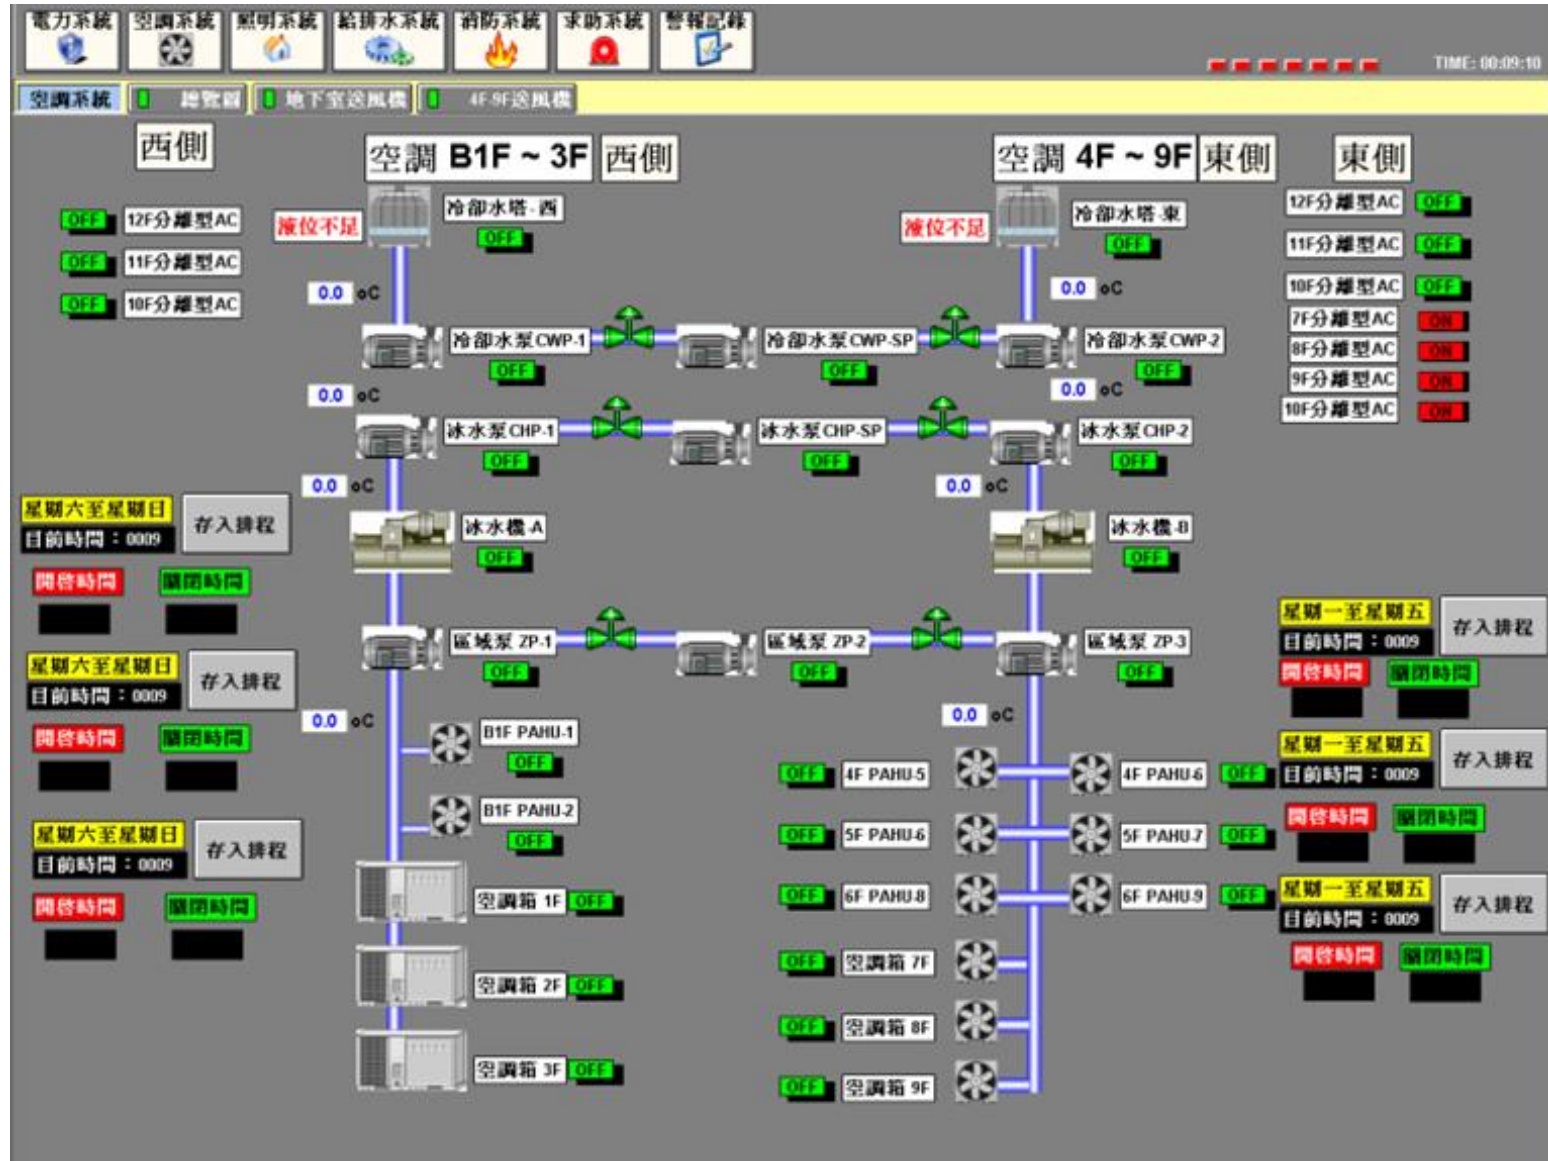 電力系統
空調系統
照明系統
給排水系統
消防系統
求助系統
警報記錄
TIME: 00:09:10
空調系統
總覽圖
地下室送風機
4F-9F送風機
西側
空調 B1F ~ 3F 西側
空調 4F ~ 9F 東側
東側
液位不足
冷卻水塔-西
OFF
液位不足
冷卻水塔-東
OFF
OFF 12F分離型AC
OFF 11F分離型AC
OFF 10F分離型AC
12F分離型AC OFF
11F分離型AC OFF
10F分離型AC OFF
7F分離型AC ON
8F分離型AC ON
9F分離型AC ON
10F分離型AC ON
0.0 oC
0.0 oC
冷卻水泵CWP-1
OFF
冷卻水泵CWP-SP
OFF
冷卻水泵CWP-2
OFF
0.0 oC
0.0 oC
冰水泵CHP-1
OFF
冰水泵CHP-SP
OFF
冰水泵CHP-2
OFF
0.0 oC
0.0 oC
冰水機-A
OFF
冰水機-B
OFF
區域泵 ZP-1
OFF
區域泵 ZP-2
OFF
區域泵 ZP-3
OFF
0.0 oC
0.0 oC
星期六至星期日
目前時間：0009
存入排程
開啓時間
關閉時間
星期六至星期日
目前時間：0009
存入排程
開啓時間
關閉時間
星期六至星期日
目前時間：0009
存入排程
開啓時間
關閉時間
B1F PAHU-1
OFF
B1F PAHU-2
OFF
空調箱 1F OFF
空調箱 2F OFF
空調箱 3F OFF
OFF 4F PAHU-5
4F PAHU-6 OFF
OFF 5F PAHU-6
5F PAHU-7 OFF
OFF 6F PAHU-8
6F PAHU-9 OFF
OFF 空調箱 7F
OFF 空調箱 8F
OFF 空調箱 9F
星期一至星期五
目前時間：0009
存入排程
開啓時間
關閉時間
星期一至星期五
目前時間：0009
存入排程
開啓時間
關閉時間
星期一至星期五
目前時間：0009
存入排程
開啓時間
關閉時間